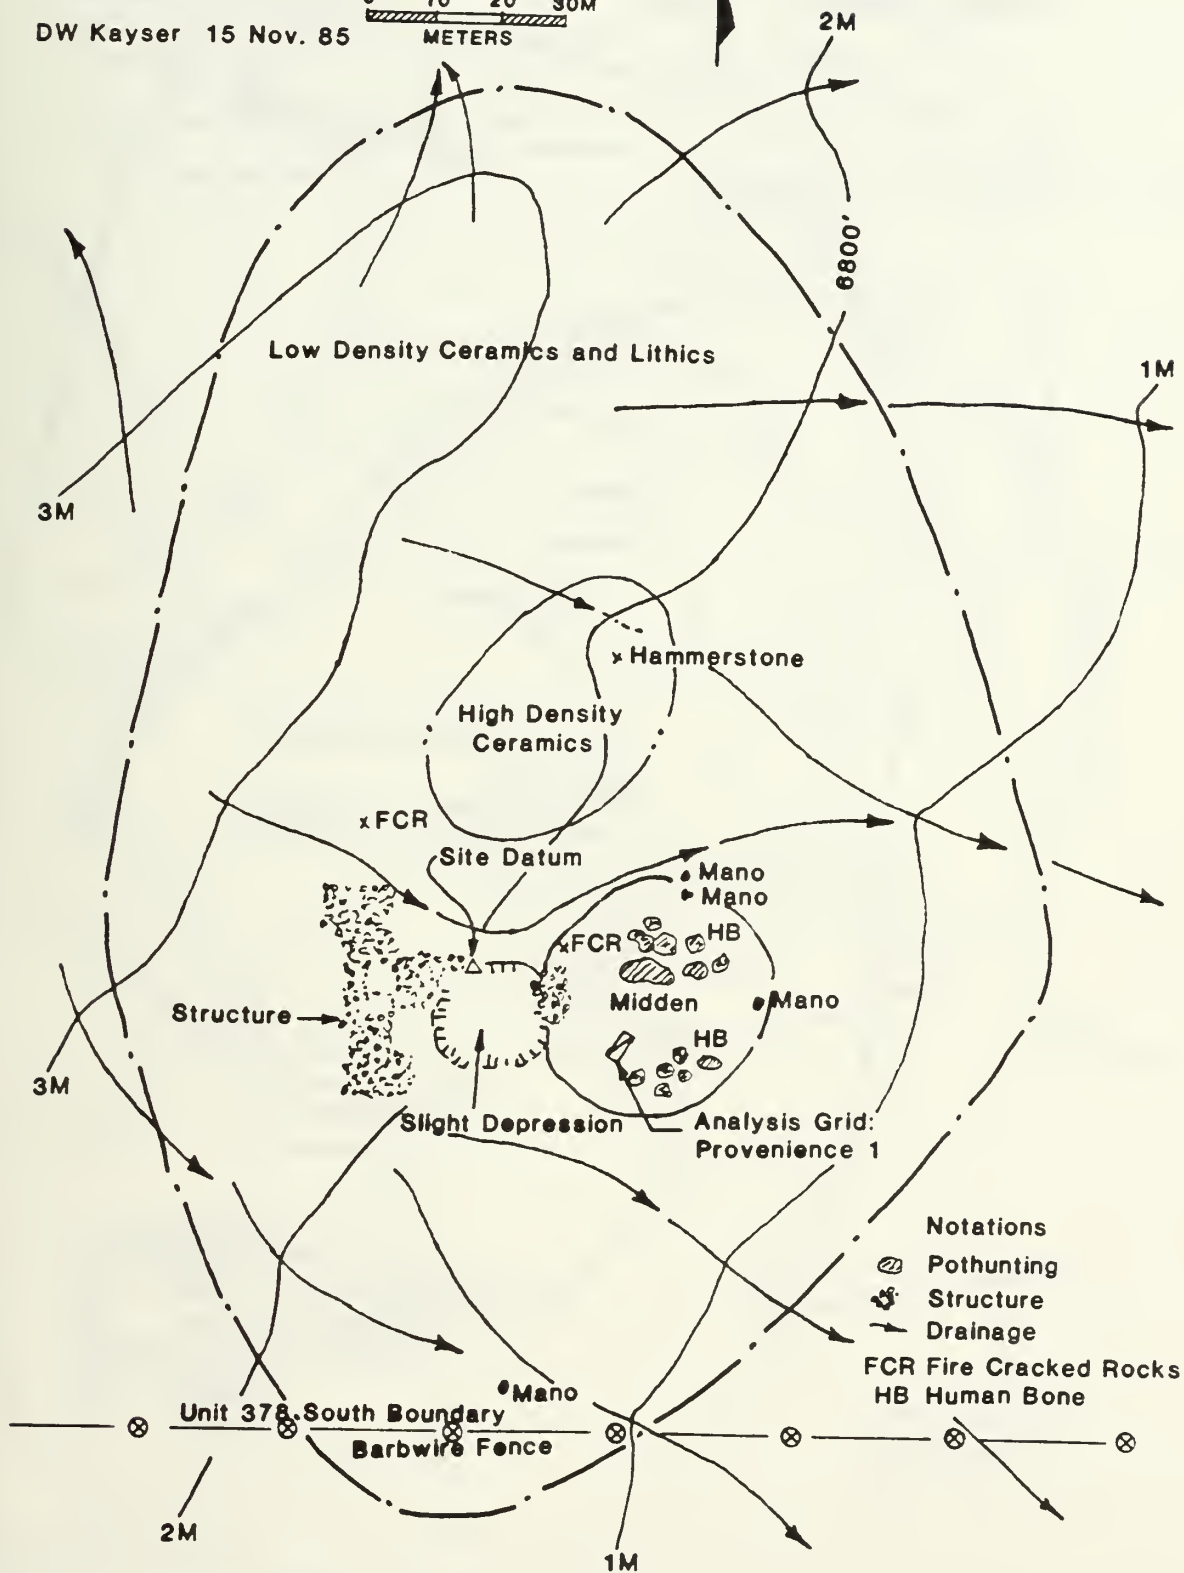 0 10 20 30M
DW Kayser 15 Nov. 85
METERS
2M
6800'
Low Density Ceramics and Lithics
1M
3M
x Hammerstone
High Density
Ceramics
x FCR
Site Datum
Mano
Mano
HB
x FCR
Midden
Mano
Structure
HB
3M
Slight Depression
Analysis Grid:
Provenience 1
Notations
Pothunting
Structure
Drainage
FCR Fire Cracked Rocks
HB Human Bone
Mano
Unit 378 South Boundary
Barbwire Fence
2M
1M